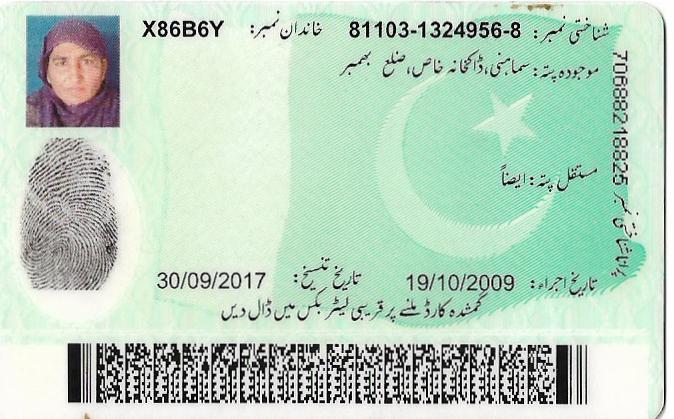 شناختی نمبر: 81103-1324956-8 خاندان نمبر: X86B6Y
موجودہ پتہ: سماہنی، ڈاکخانہ خاص، ضلع بھمبر
مستقل پتہ: ایضاً
تاریخ اجراء: 19/10/2009 تاریخ تنسیخ: 30/09/2017
گمشدہ کارڈ ملنے پر قریبی لیٹر بکس میں ڈال دیں
70688218825